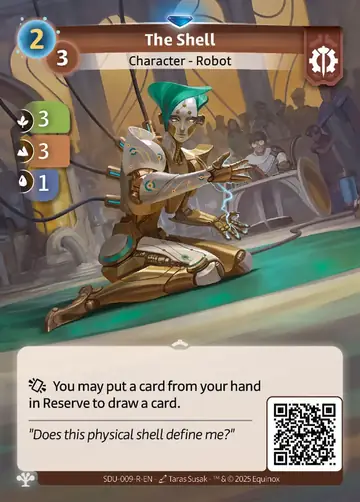 2
3
The Shell
Character - Robot
3
3
1
You may put a card from your hand
in Reserve to draw a card.
"Does this physical shell define me?"
SDU-009-R-EN - Taras Susak - ™ & © 2025 Equinox